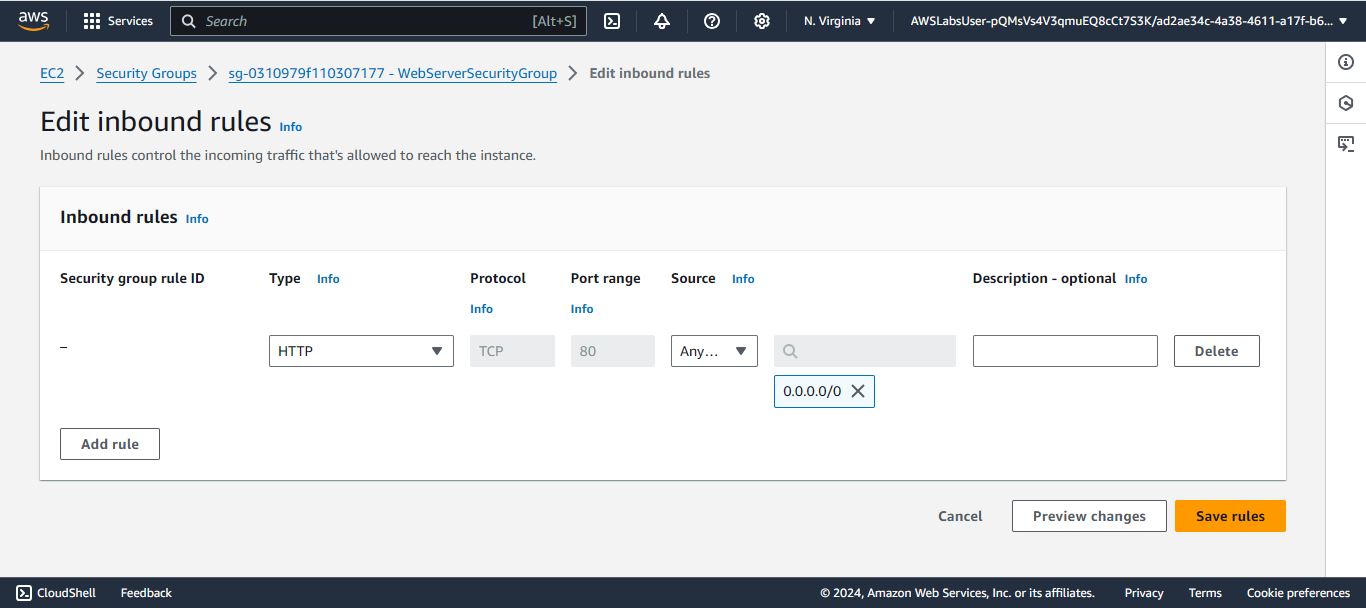 aws Services Search [Alt+S] N. Virginia AWSLabsUser-pQMsVs4V3qmuEQ8cCt7S3K/ad2ae34c-4a38-4611-a17f-b6...
EC2 Security Groups sg-0310979f110307177 - WebServerSecurityGroup Edit inbound rules
Edit inbound rules Info
Inbound rules control the incoming traffic that's allowed to reach the instance.
Inbound rules Info
Security group rule ID Type Info Protocol Port range Source Info Description - optional Info
Info Info
– HTTP TCP 80 Any... Delete
0.0.0.0/0
Add rule
Cancel Preview changes Save rules
CloudShell Feedback © 2024, Amazon Web Services, Inc. or its affiliates. Privacy Terms Cookie preferences